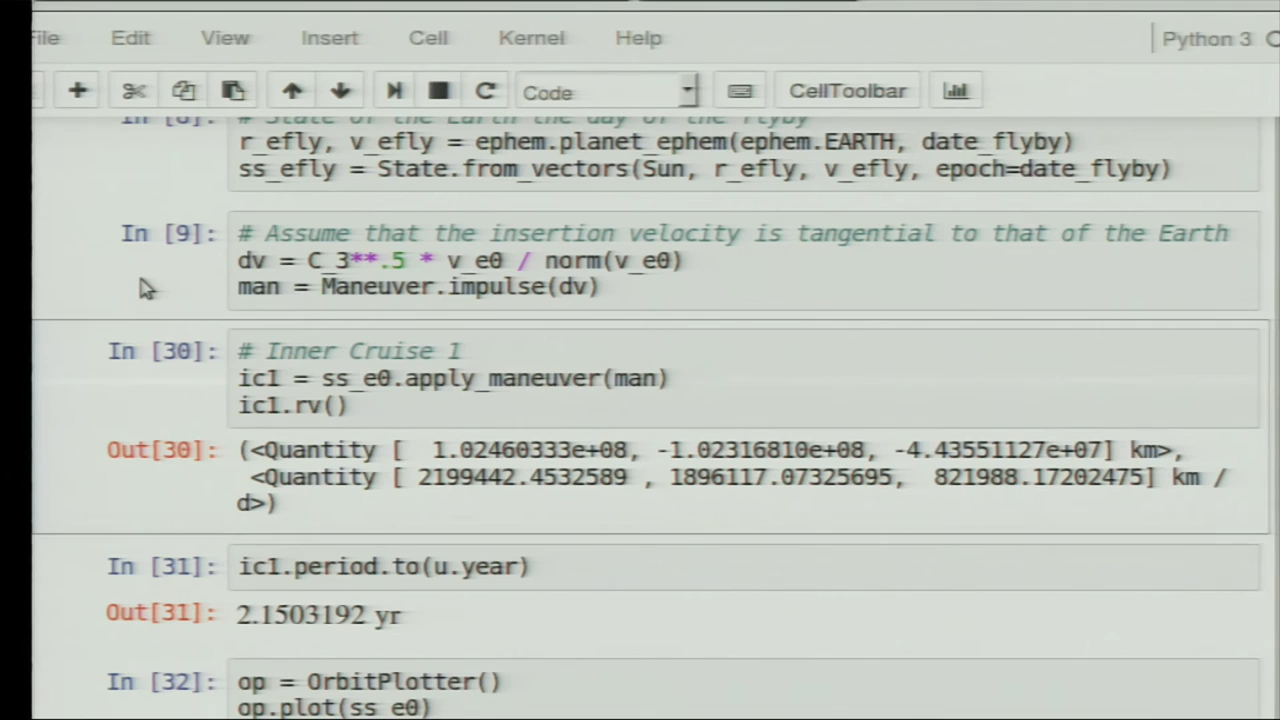 File Edit View Insert Cell Kernel Help Python 3
Code CellToolbar
In [8]: # State of the Earth the day of the flyby
r_efly, v_efly = ephem.planet_ephem(ephem.EARTH, date_flyby)
ss_efly = State.from_vectors(Sun, r_efly, v_efly, epoch=date_flyby)
In [9]: # Assume that the insertion velocity is tangential to that of the Earth
dv = C_3**.5 * v_e0 / norm(v_e0)
man = Maneuver.impulse(dv)
In [30]: # Inner Cruise 1
ic1 = ss_e0.apply_maneuver(man)
ic1.rv()
Out[30]: (<Quantity [ 1.02460333e+08, -1.02316810e+08, -4.43551127e+07] km>,
<Quantity [ 2199442.4532589 , 1896117.07325695, 821988.17202475] km /
d>)
In [31]: ic1.period.to(u.year)
Out[31]: 2.1503192 yr
In [32]: op = OrbitPlotter()
op.plot(ss_e0)